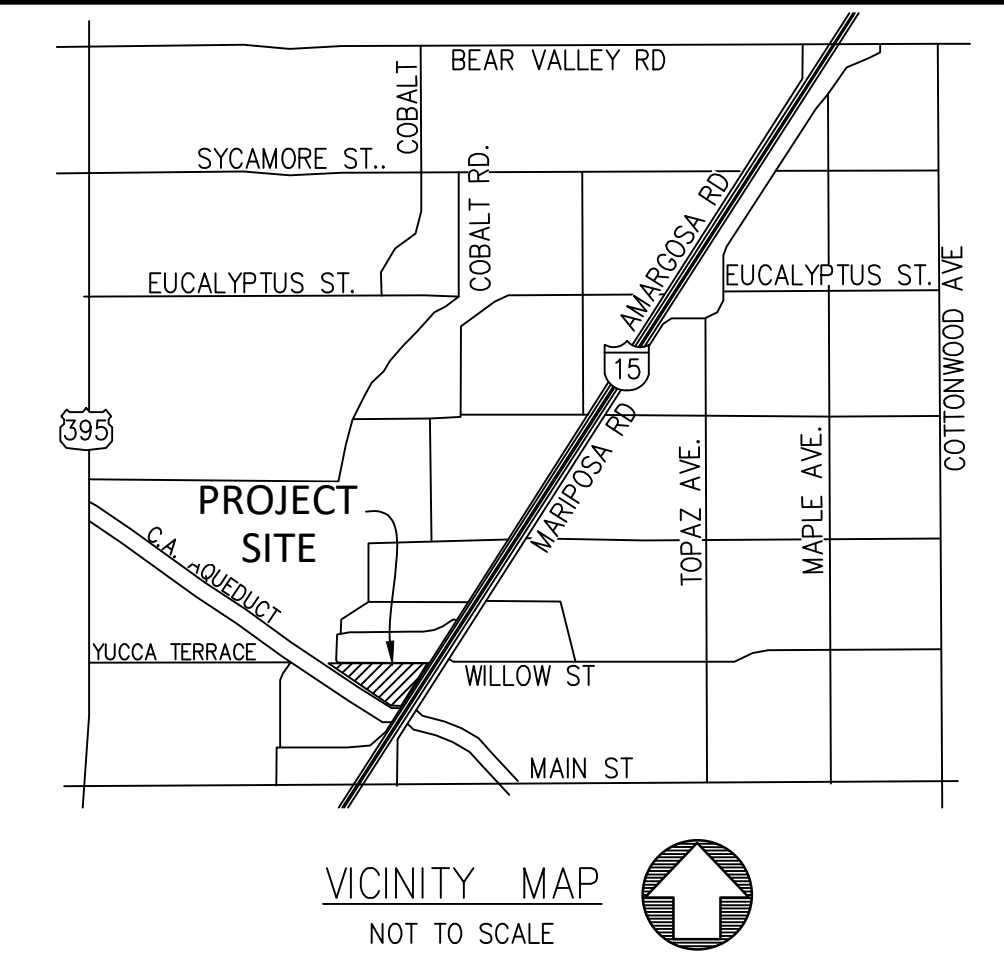 BEAR VALLEY RD
COBALT
SYCAMORE ST..
COBALT RD.
AMARGOSA RD
EUCALYPTUS ST.
EUCALYPTUS ST.
COTTONWOOD AVE
15
395
MARIPOSA RD
TOPAZ AVE.
MAPLE AVE.
PROJECT
SITE
C.A. AQUEDUCT
YUCCA TERRACE
WILLOW ST
MAIN ST
VICINITY MAP
NOT TO SCALE